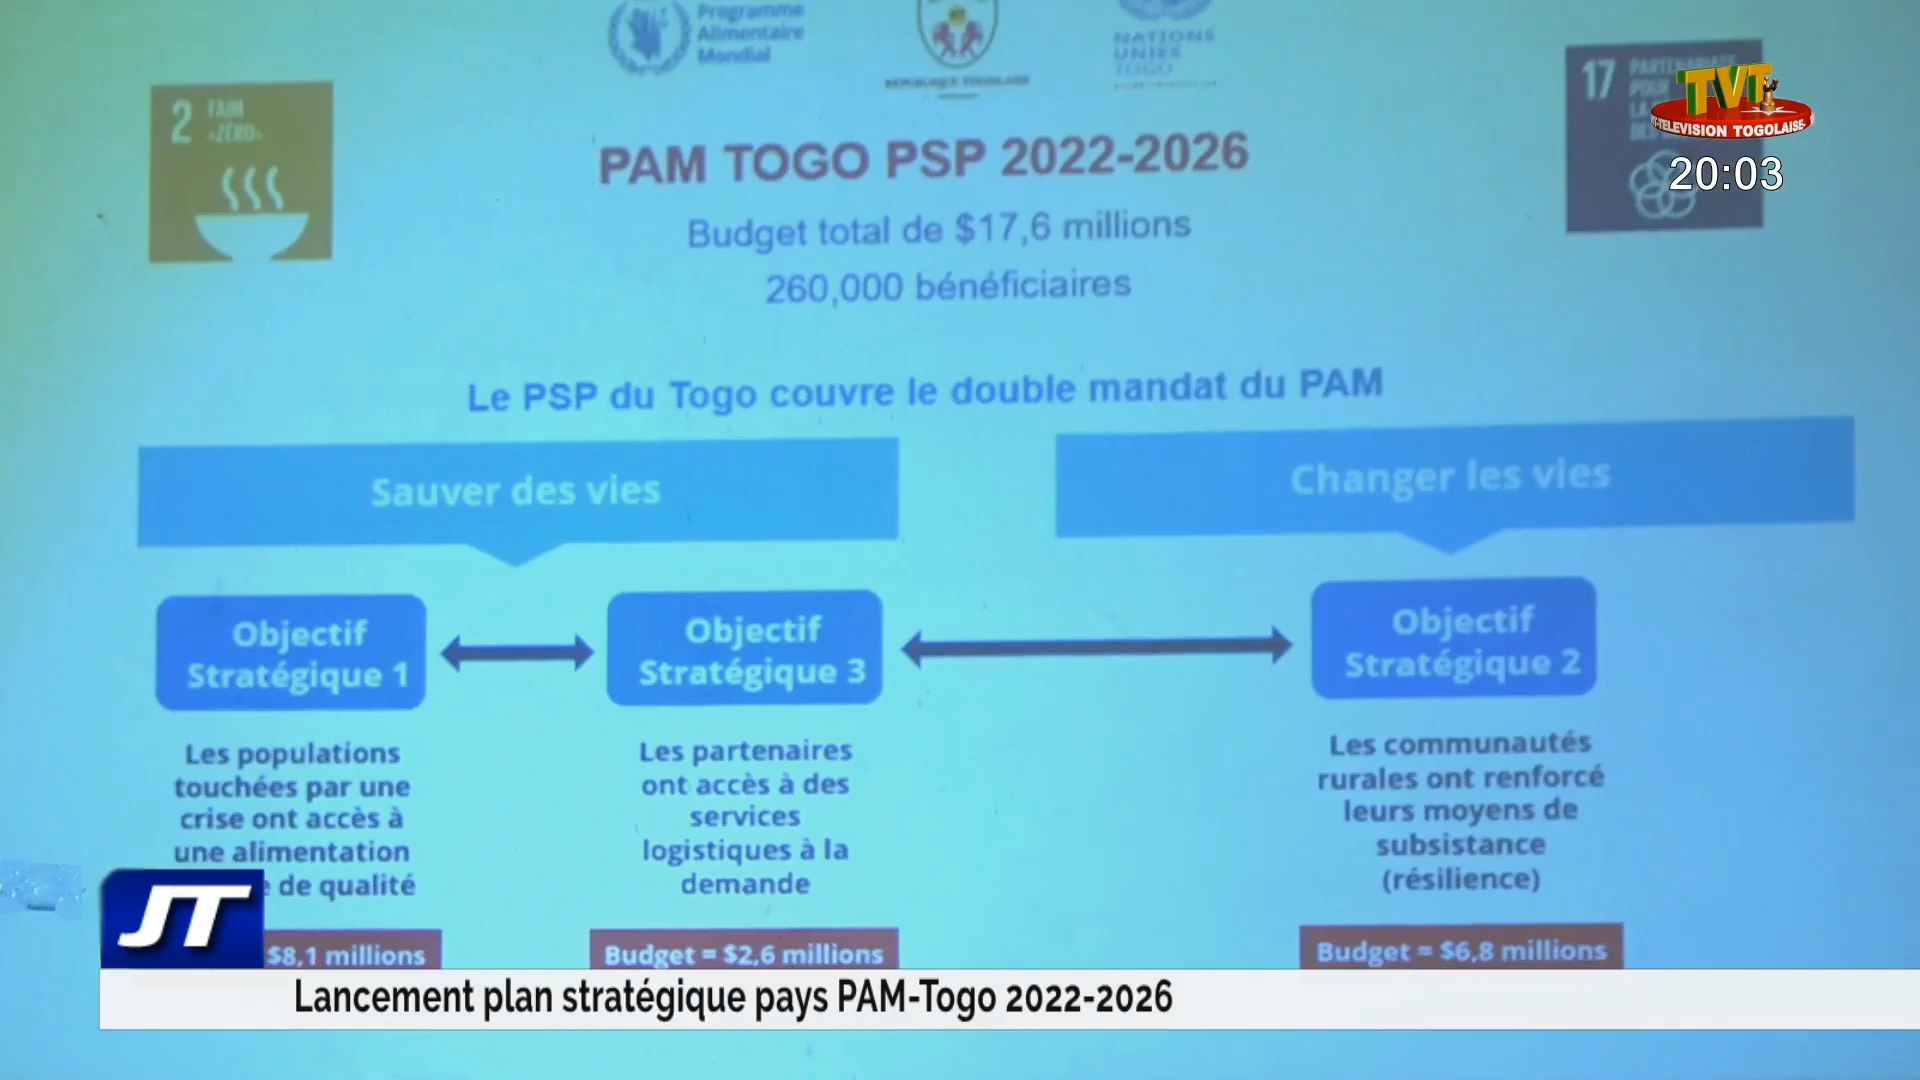 Programme
Alimentaire
Mondial
RÉPUBLIQUE TOGOLAISE
NATIONS
UNIES
TOGO
2 FAIM
«ZÉRO»
17
POUR
TVT
TELEVISION TOGOLAISE
20:03
PAM TOGO PSP 2022-2026
Budget total de $17,6 millions
260,000 bénéficiaires
Le PSP du Togo couvre le double mandat du PAM
Sauver des vies
Changer les vies
Objectif
Stratégique 1
Objectif
Stratégique 3
Objectif
Stratégique 2
Les populations
touchées par une
crise ont accès à
une alimentation
de qualité
Les partenaires
ont accès à des
services
logistiques à la
demande
Les communautés
rurales ont renforcé
leurs moyens de
subsistance
(résilience)
$8,1 millions
Budget = $2,6 millions
Budget = $6,8 millions
JT
Lancement plan stratégique pays PAM-Togo 2022-2026